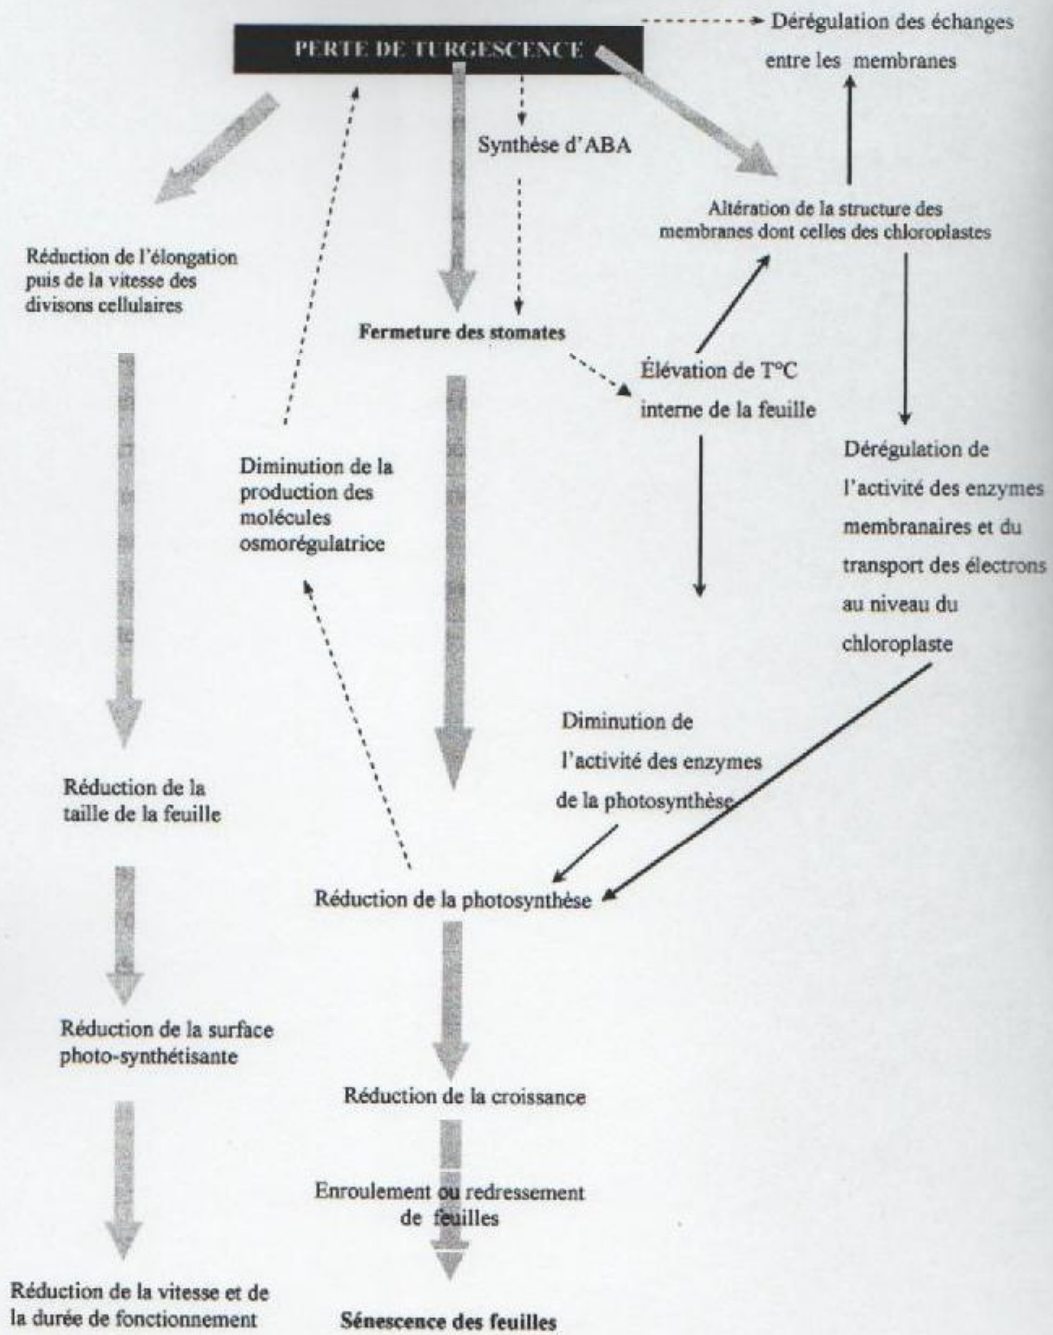 PERTE DE TURGESCENCE
Dérégulation des échanges
entre les membranes
Synthèse d'ABA
Altération de la structure des
membranes dont celles des chloroplastes
Réduction de l'élongation
puis de la vitesse des
divisons cellulaires
Fermeture des stomates
Élévation de T°C
interne de la feuille
Diminution de la
production des
molécules
osmorégulatrice
Dérégulation de
l'activité des enzymes
membranaires et du
transport des électrons
au niveau du
chloroplaste
Diminution de
l'activité des enzymes
de la photosynthèse
Réduction de la
taille de la feuille
Réduction de la photosynthèse
Réduction de la surface
photo-synthétisante
Réduction de la croissance
Enroulement ou redressement
de feuilles
Réduction de la vitesse et de
la durée de fonctionnement
Sénescence des feuilles